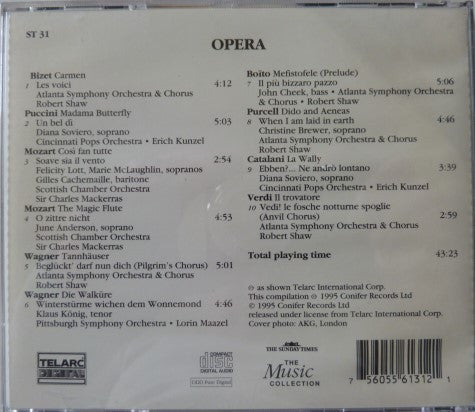 ST 31
OPERA
Bizet Carmen
1 Les voici 4:12
Atlanta Symphony Orchestra & Chorus
Robert Shaw
Puccini Madama Butterfly
2 Un bel dì 5:03
Diana Soviero, soprano
Cincinnati Pops Orchestra • Erich Kunzel
Mozart Così fan tutte
3 Soave sia il vento 2:54
Felicity Lott, Marie McLaughlin, sopranos
Gilles Cachemaille, baritone
Scottish Chamber Orchestra
Sir Charles Mackerras
Mozart The Magic Flute
4 O zittre nicht 4:53
June Anderson, soprano
Scottish Chamber Orchestra
Sir Charles Mackerras
Wagner Tannhäuser
5 Beglückt' darf nun dich (Pilgrim's Chorus) 5:01
Atlanta Symphony Orchestra & Chorus
Robert Shaw
Wagner Die Walküre
6 Winterstürme wichen dem Wonnemond 4:46
Klaus König, tenor
Pittsburgh Symphony Orchestra • Lorin Maazel
Boïto Mefistofele (Prelude)
7 Il più bizzaro pazzo 5:06
John Cheek, bass • Atlanta Symphony Orchestra
& Chorus • Robert Shaw
Purcell Dido and Aeneas
8 When I am laid in earth 4:46
Christine Brewer, soprano
Atlanta Symphony Orchestra
Robert Shaw
Catalani La Wally
9 Ebben?... Ne andrò lontano 3:39
Diana Soviero, soprano
Cincinnati Pops Orchestra • Erich Kunzel
Verdi Il trovatore
10 Vedi! le fosche notturne spoglie
(Anvil Chorus) 2:59
Atlanta Symphony Orchestra & Chorus
Robert Shaw
Total playing time 43:23
℗ as shown Telarc International Corp.
This compilation ℗ 1995 Conifer Records Ltd
© 1995 Conifer Records Ltd
released under license from Telarc International Corp.
Cover photo: AKG, London
TELARC
DIGITAL
COMPACT
disc
DIGITAL AUDIO
DDD Pure Digital
THE SUNDAY TIMES
THE
Music
COLLECTION
7 56055 61312 1